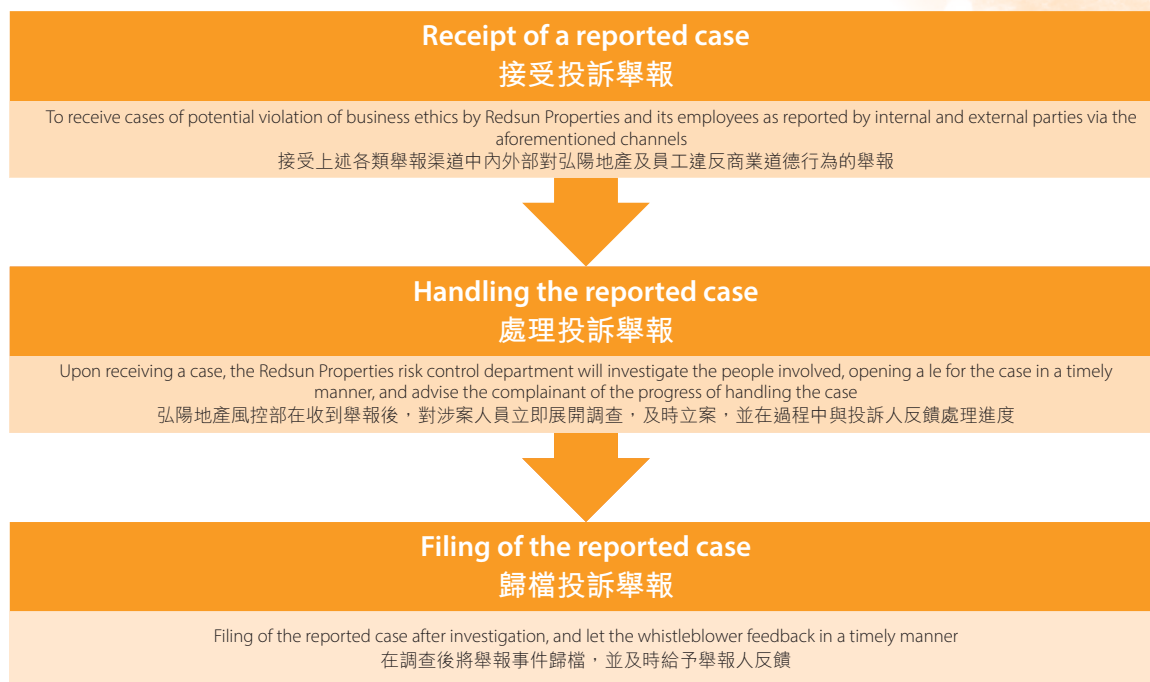 Receipt of a reported case
接受投訴舉報
To receive cases of potential violation of business ethics by Redsun Properties and its employees as reported by internal and external parties via the
aforementioned channels
接受上述各類舉報渠道中內外部對弘陽地產及員工違反商業道德行為的舉報
Handling the reported case
處理投訴舉報
Upon receiving a case, the Redsun Properties risk control department will investigate the people involved, opening a le for the case in a timely
manner, and advise the complainant of the progress of handling the case
弘陽地產風控部在收到舉報後，對涉案人員立即展開調查，及時立案，並在過程中與投訴人反饋處理進度
Filing of the reported case
歸檔投訴舉報
Filing of the reported case after investigation, and let the whistleblower feedback in a timely manner
在調查後將舉報事件歸檔，並及時給予舉報人反饋